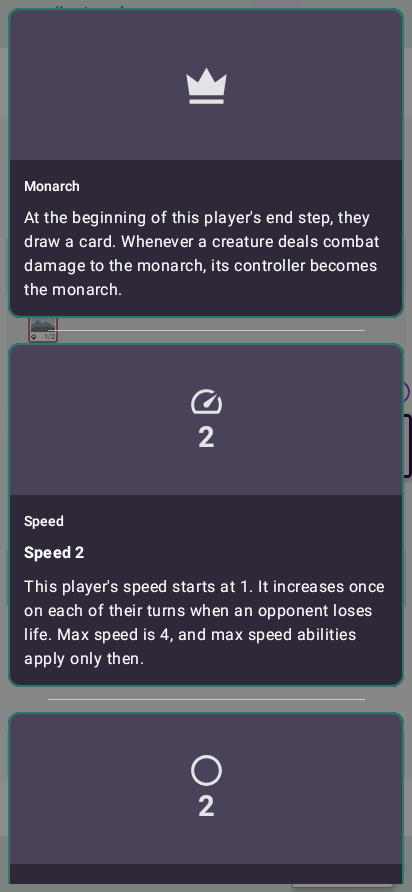 Monarch
At the beginning of this player's end step, they
draw a card. Whenever a creature deals combat
damage to the monarch, its controller becomes
the monarch.
1/2
2
Speed
Speed 2
This player's speed starts at 1. It increases once
on each of their turns when an opponent loses
life. Max speed is 4, and max speed abilities
apply only then.
2